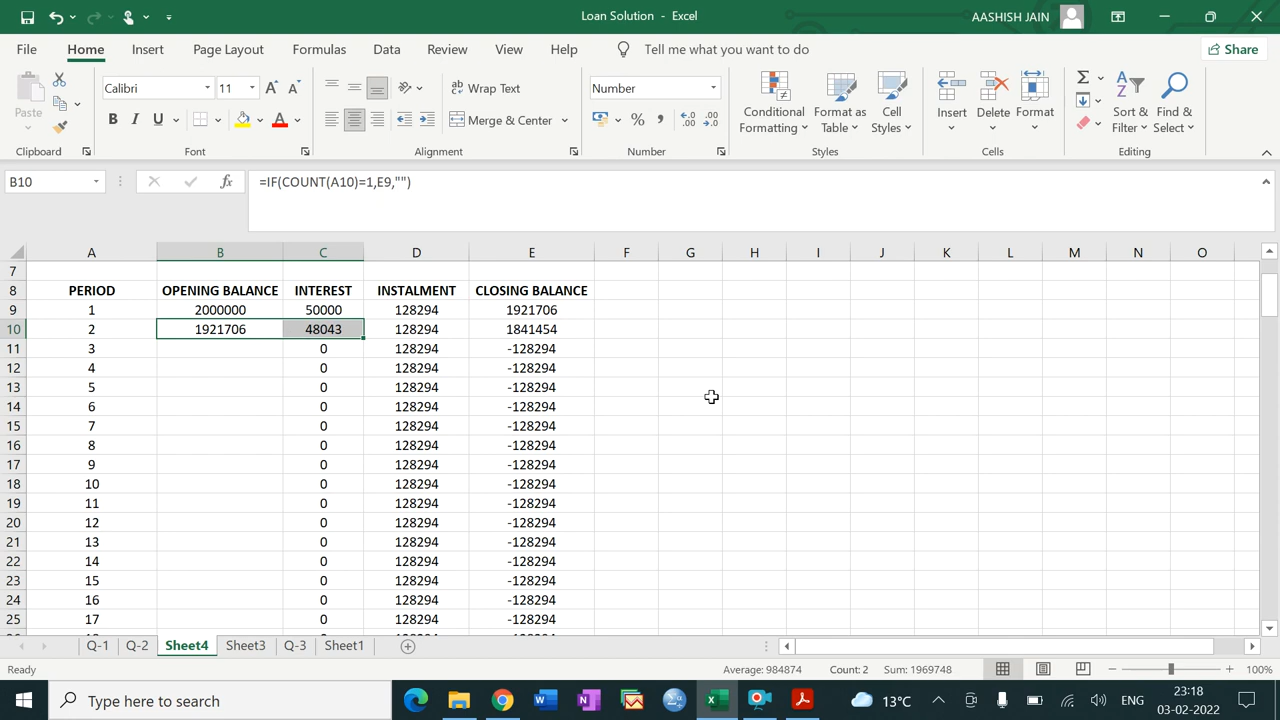 Loan Solution - Excel
AASHISH JAIN
File Home Insert Page Layout Formulas Data Review View Help Tell me what you want to do Share
Paste
Calibri 11
B I U
Wrap Text
Merge & Center
Number
Conditional Formatting
Format as Table
Cell Styles
Insert
Delete
Format
Sort & Filter
Find & Select
Clipboard Font Alignment Number Styles Cells Editing
B10 fx =IF(COUNT(A10)=1,E9,"")
A B C D E F G H I J K L M N O
7
8 PERIOD OPENING BALANCE INTEREST INSTALMENT CLOSING BALANCE
9 1 2000000 50000 128294 1921706
10 2 1921706 48043 128294 1841454
11 3 0 128294 -128294
12 4 0 128294 -128294
13 5 0 128294 -128294
14 6 0 128294 -128294
15 7 0 128294 -128294
16 8 0 128294 -128294
17 9 0 128294 -128294
18 10 0 128294 -128294
19 11 0 128294 -128294
20 12 0 128294 -128294
21 13 0 128294 -128294
22 14 0 128294 -128294
23 15 0 128294 -128294
24 16 0 128294 -128294
25 17 0 128294 -128294
Q-1 Q-2 Sheet4 Sheet3 Q-3 Sheet1
Ready Average: 984874 Count: 2 Sum: 1969748 100%
Type here to search
13°C
ENG
23:18
03-02-2022